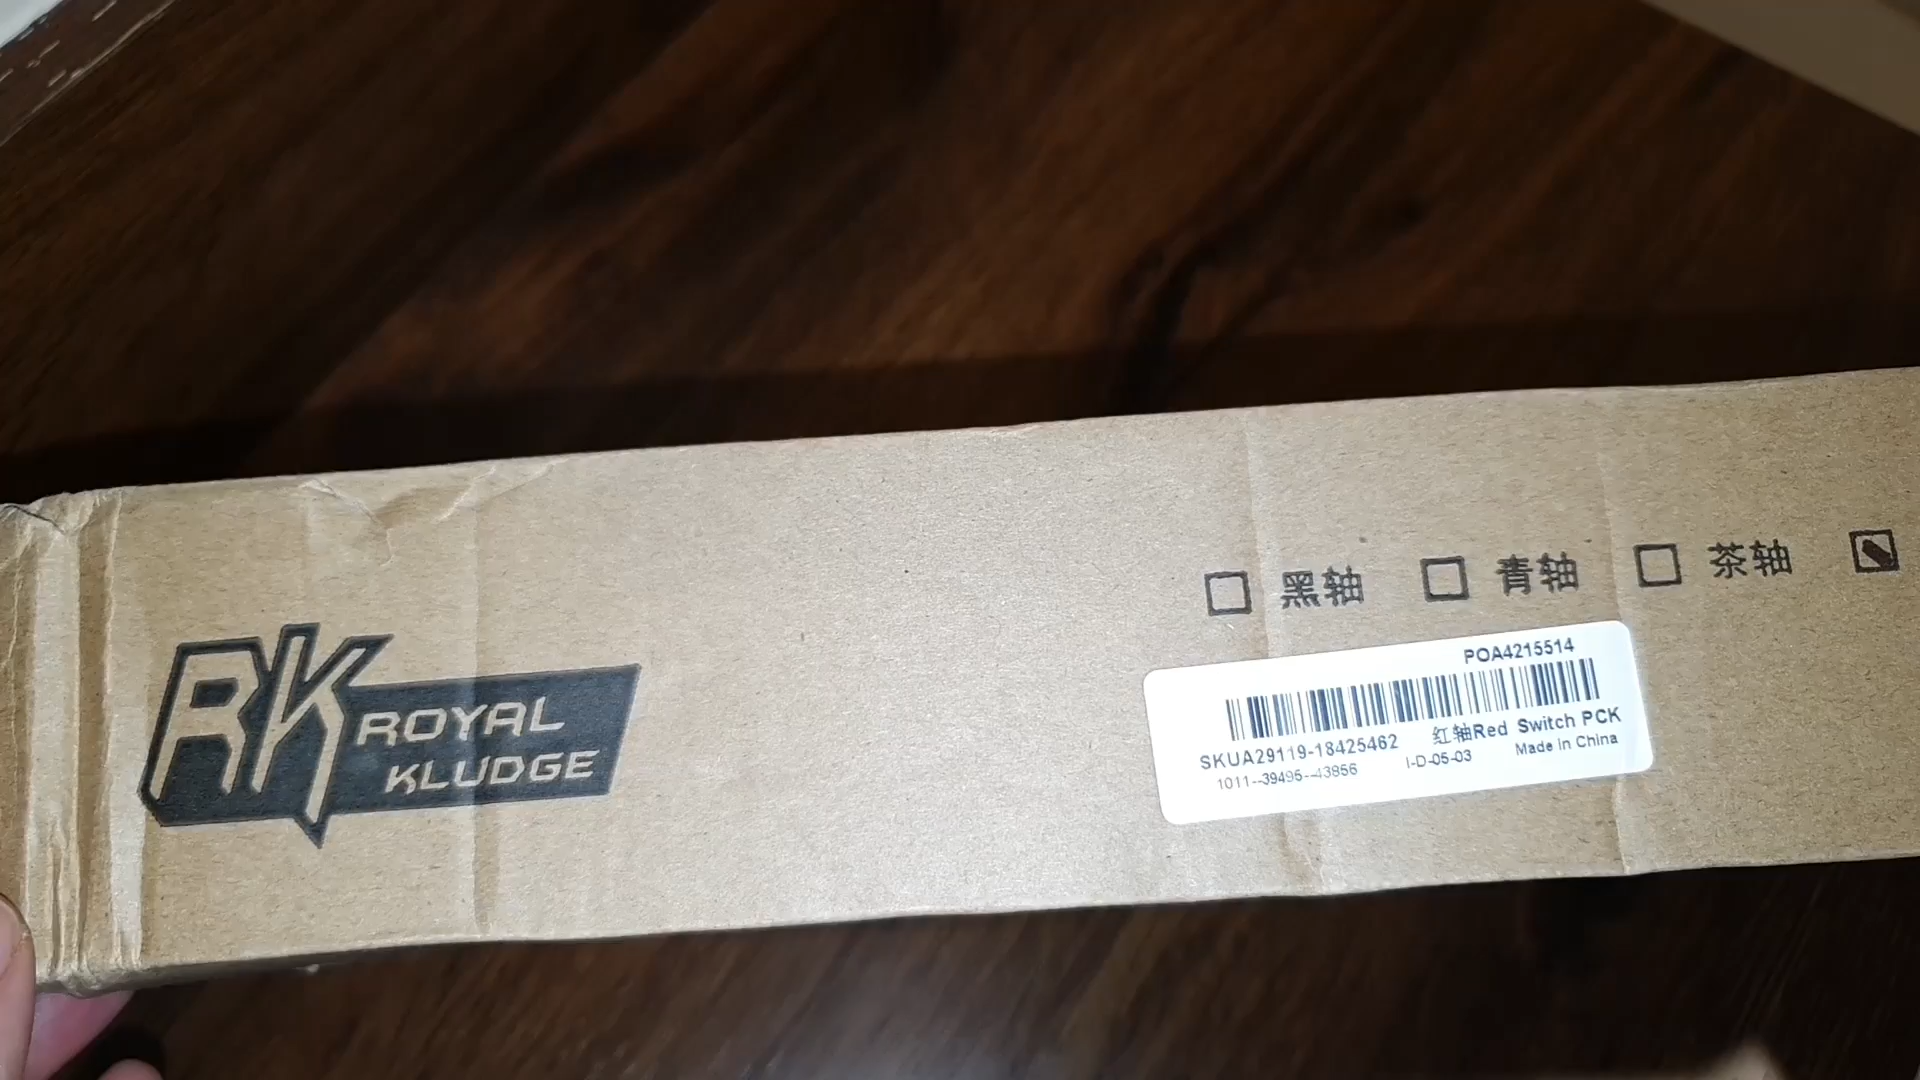 RK ROYAL
KLUDGE
☐ 黑轴 ☐ 青轴 ☐ 茶轴 ☑
POA4215514
SKUA29119-18425462 红轴Red Switch PCK
1011--39495--43856 I-D-05-03 Made In China